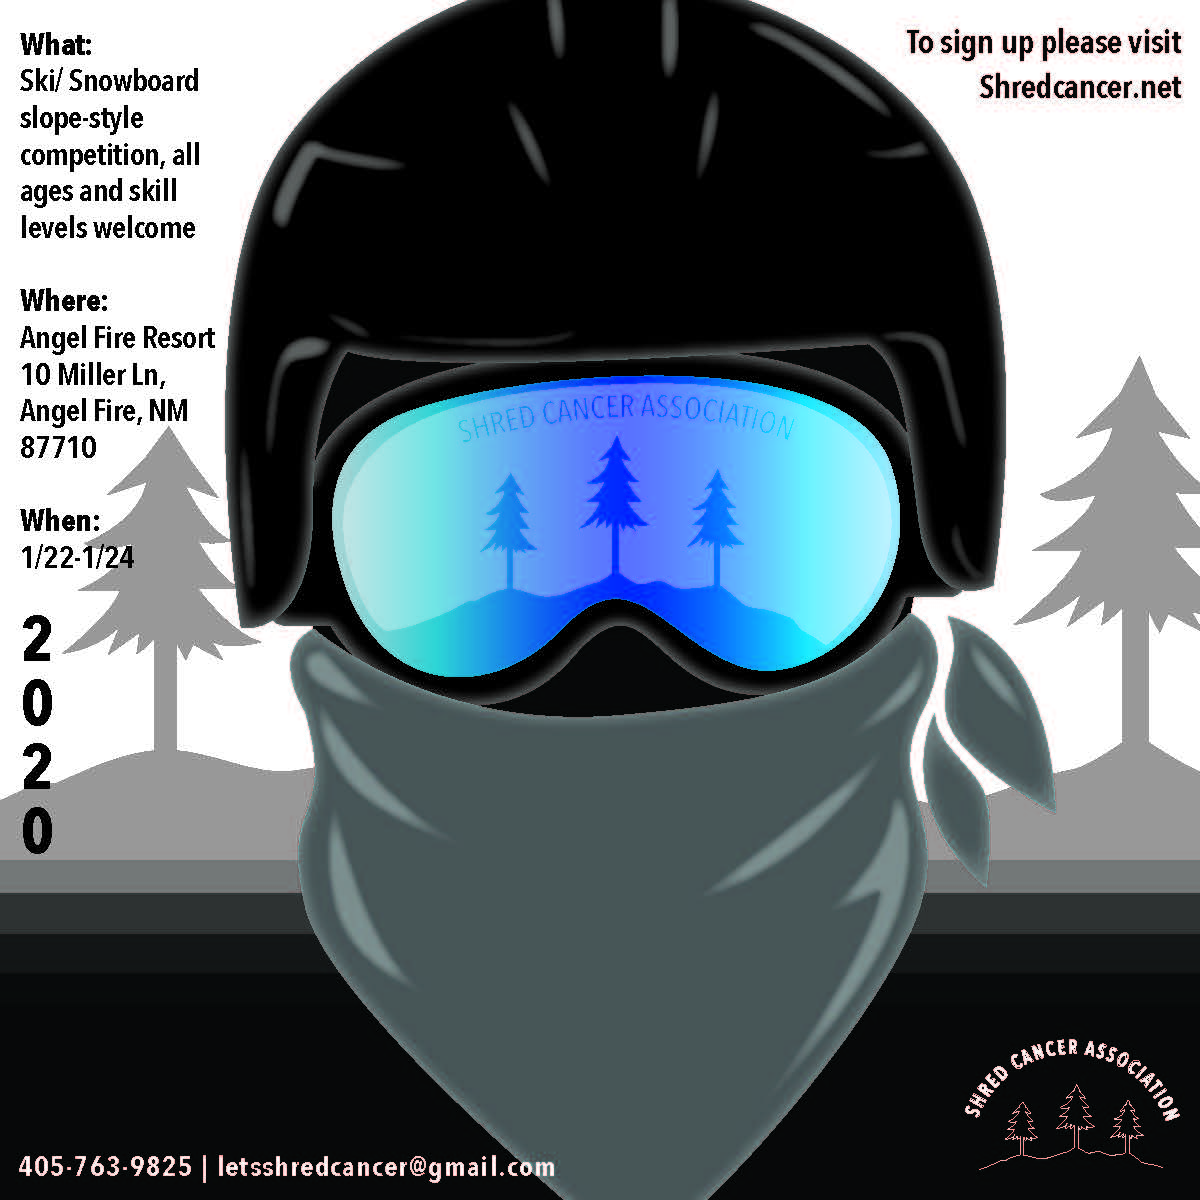 What:
Ski/ Snowboard
slope-style
competition, all
ages and skill
levels welcome
Where:
Angel Fire Resort
10 Miller Ln,
Angel Fire, NM
87710
When:
1/22-1/24
2
0
2
0
To sign up please visit
Shredcancer.net
SHRED CANCER ASSOCIATION
SHRED CANCER ASSOCIATION
405-763-9825 | letsshredcancer@gmail.com